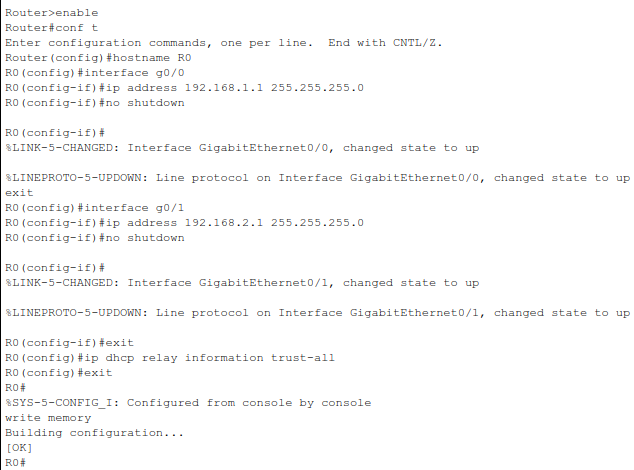 Router>enable
Router#conf t
Enter configuration commands, one per line.  End with CNTL/Z.
Router(config)#hostname R0
R0(config)#interface g0/0
R0(config-if)#ip address 192.168.1.1 255.255.255.0
R0(config-if)#no shutdown
R0(config-if)#
%LINK-5-CHANGED: Interface GigabitEthernet0/0, changed state to up
%LINEPROTO-5-UPDOWN: Line protocol on Interface GigabitEthernet0/0, changed state to up
exit
R0(config)#interface g0/1
R0(config-if)#ip address 192.168.2.1 255.255.255.0
R0(config-if)#no shutdown
R0(config-if)#
%LINK-5-CHANGED: Interface GigabitEthernet0/1, changed state to up
%LINEPROTO-5-UPDOWN: Line protocol on Interface GigabitEthernet0/1, changed state to up
R0(config-if)#exit
R0(config)#ip dhcp relay information trust-all
R0(config)#exit
R0#
%SYS-5-CONFIG_I: Configured from console by console
write memory
Building configuration...
[OK]
R0#